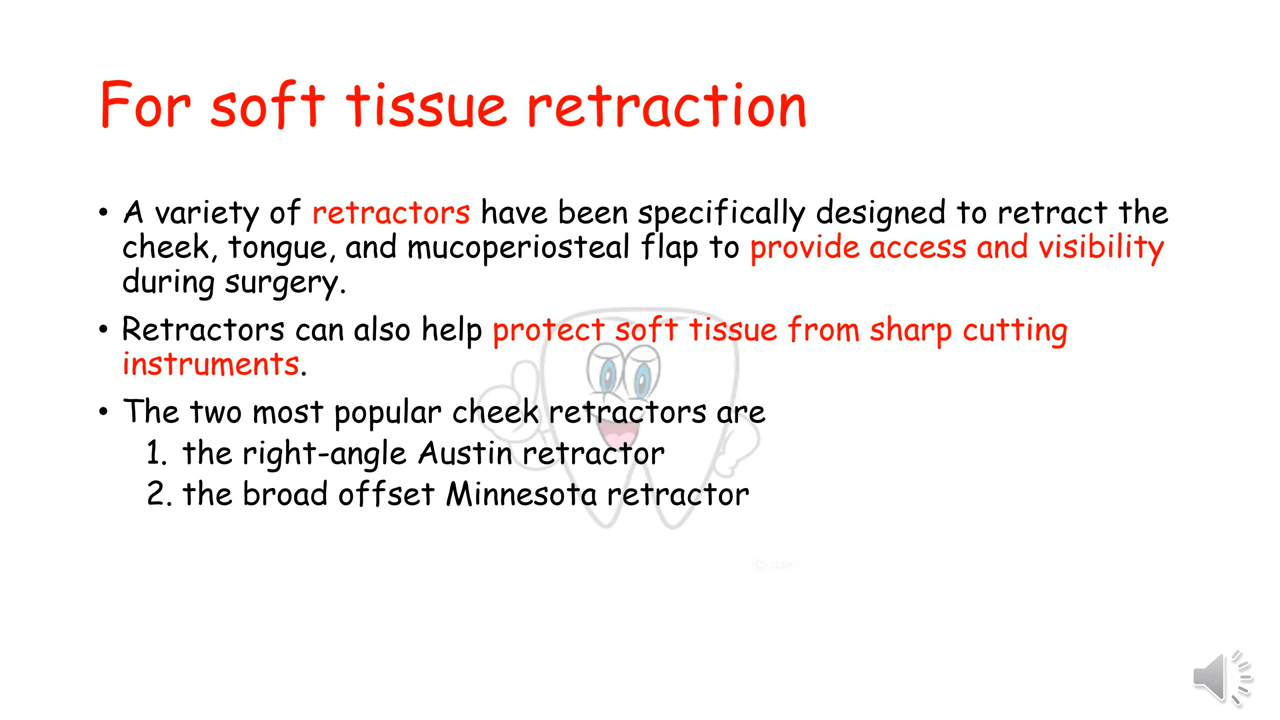 For soft tissue retraction
• A variety of retractors have been specifically designed to retract the
cheek, tongue, and mucoperiosteal flap to provide access and visibility
during surgery.
• Retractors can also help protect soft tissue from sharp cutting
instruments.
• The two most popular cheek retractors are
1. the right-angle Austin retractor
2. the broad offset Minnesota retractor